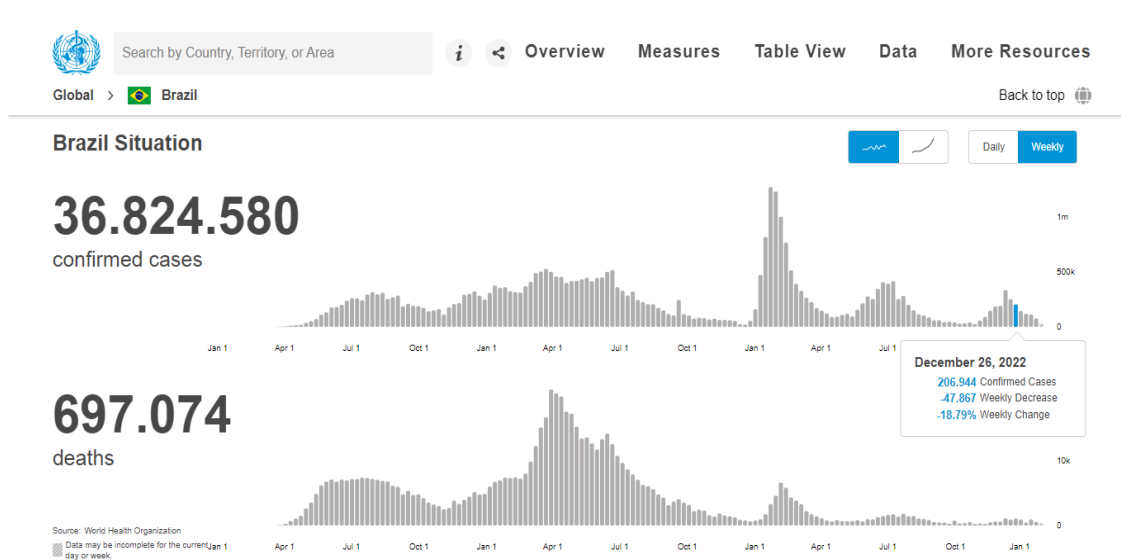 Search by Country, Territory, or Area
i
Overview Measures Table View Data More Resources
Global > Brazil
Back to top
Brazil Situation
Daily Weekly
36.824.580
confirmed cases
1m
500k
0
Jan 1 Apr 1 Jul 1 Oct 1 Jan 1 Apr 1 Jul 1 Oct 1 Jan 1 Apr 1 Jul 1
December 26, 2022
206.944 Confirmed Cases
-47.867 Weekly Decrease
-18.79% Weekly Change
697.074
deaths
10k
0
Source: World Health Organization
Data may be incomplete for the current
day or week.
Jan 1 Apr 1 Jul 1 Oct 1 Jan 1 Apr 1 Jul 1 Oct 1 Jan 1 Apr 1 Jul 1 Oct 1 Jan 1